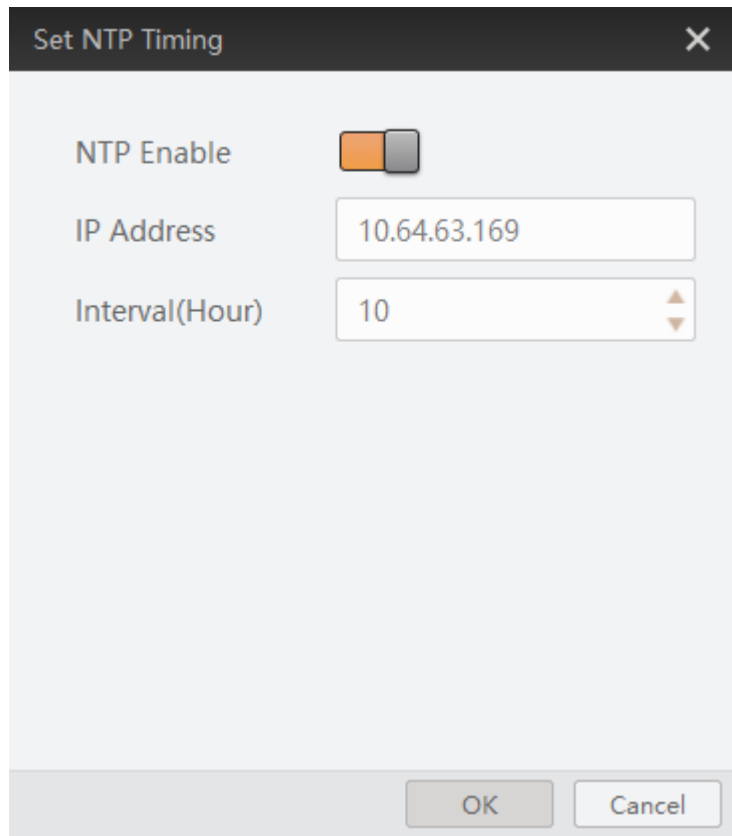 Set NTP Timing
NTP Enable
IP Address 10.64.63.169
Interval(Hour) 10
OK Cancel